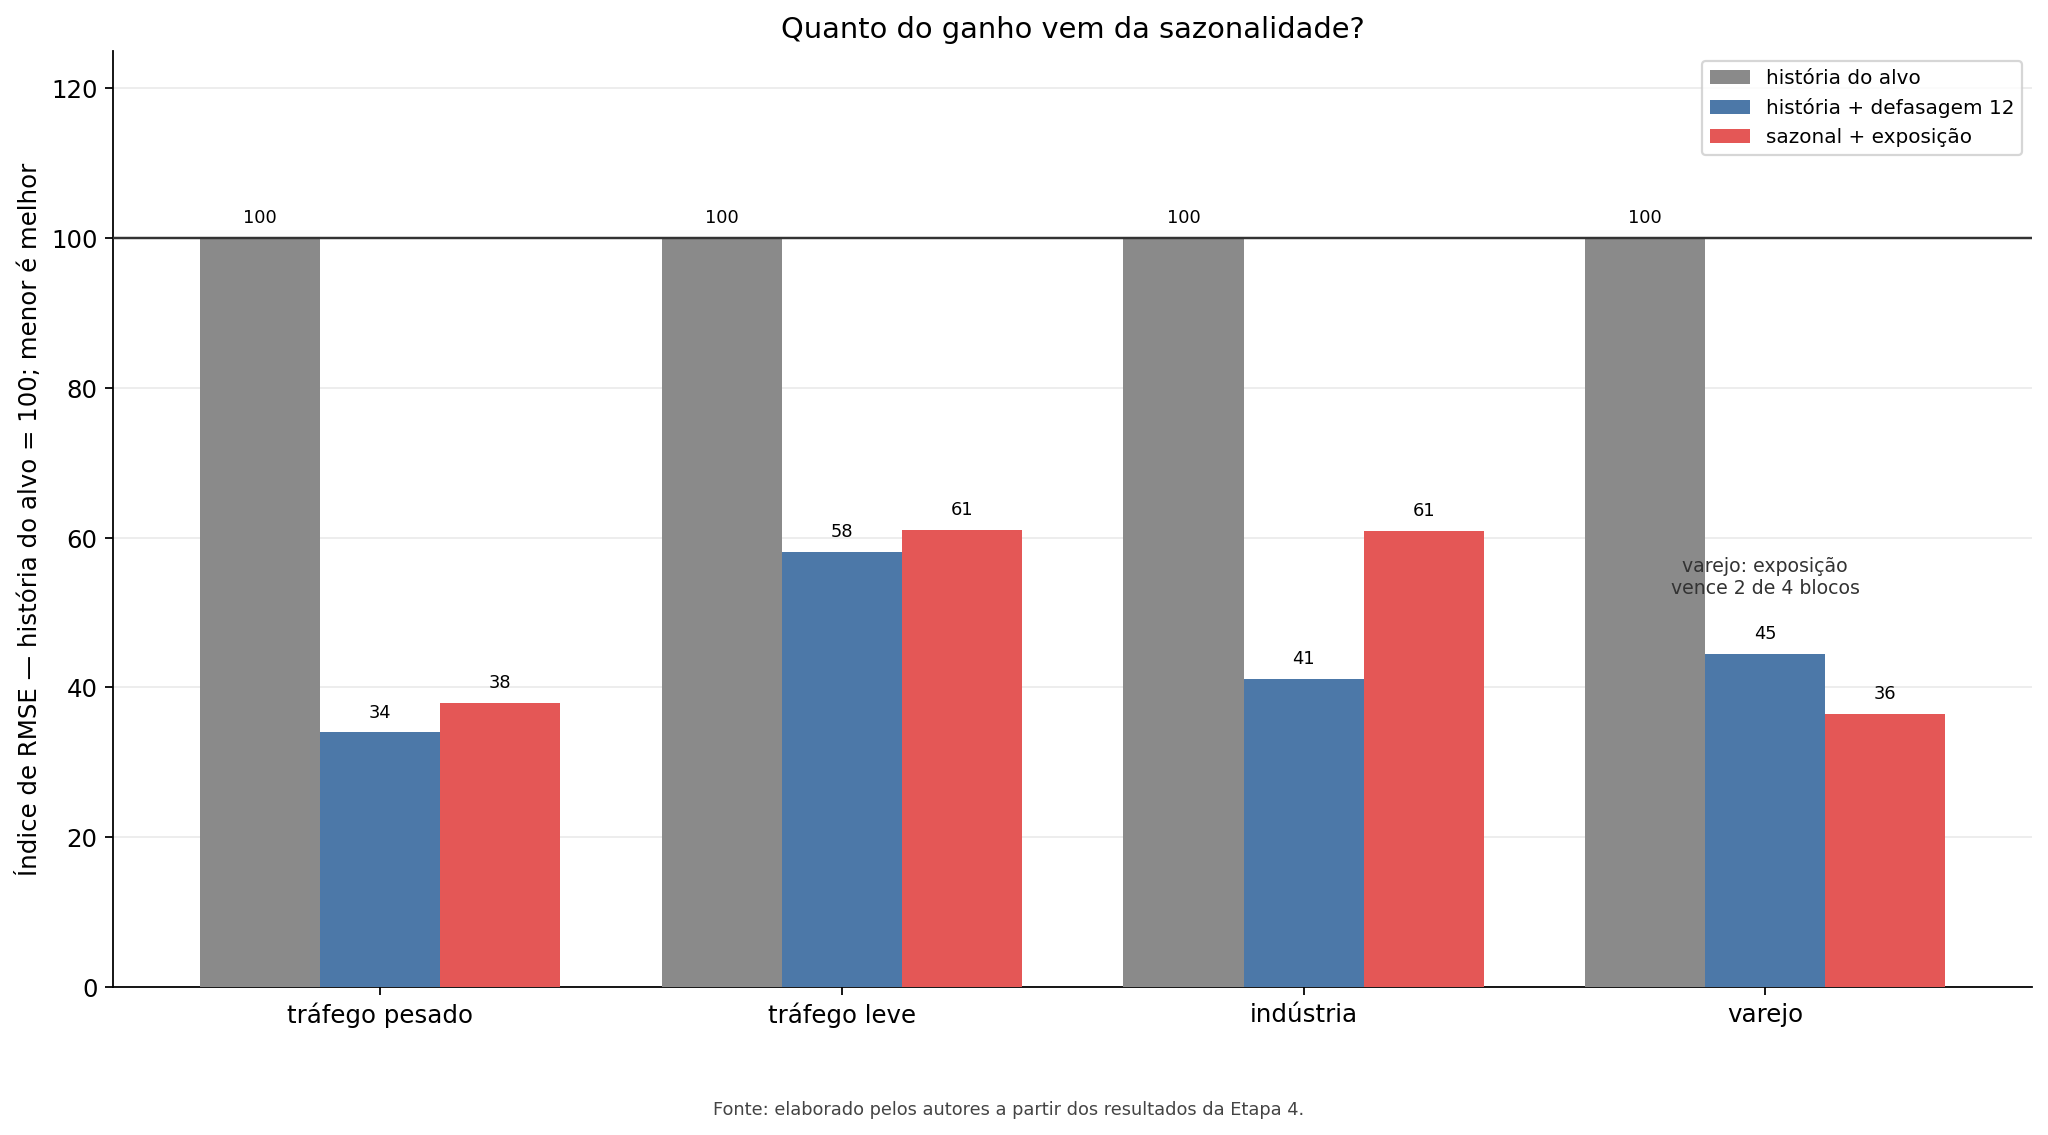 Quanto do ganho vem da sazonalidade?
história do alvo
história + defasagem 12
sazonal + exposição
Índice de RMSE — história do alvo = 100; menor é melhor
120
100
80
60
40
20
0
100
34
38
100
58
61
100
41
61
100
varejo: exposição
vence 2 de 4 blocos
45
36
tráfego pesado
tráfego leve
indústria
varejo
Fonte: elaborado pelos autores a partir dos resultados da Etapa 4.